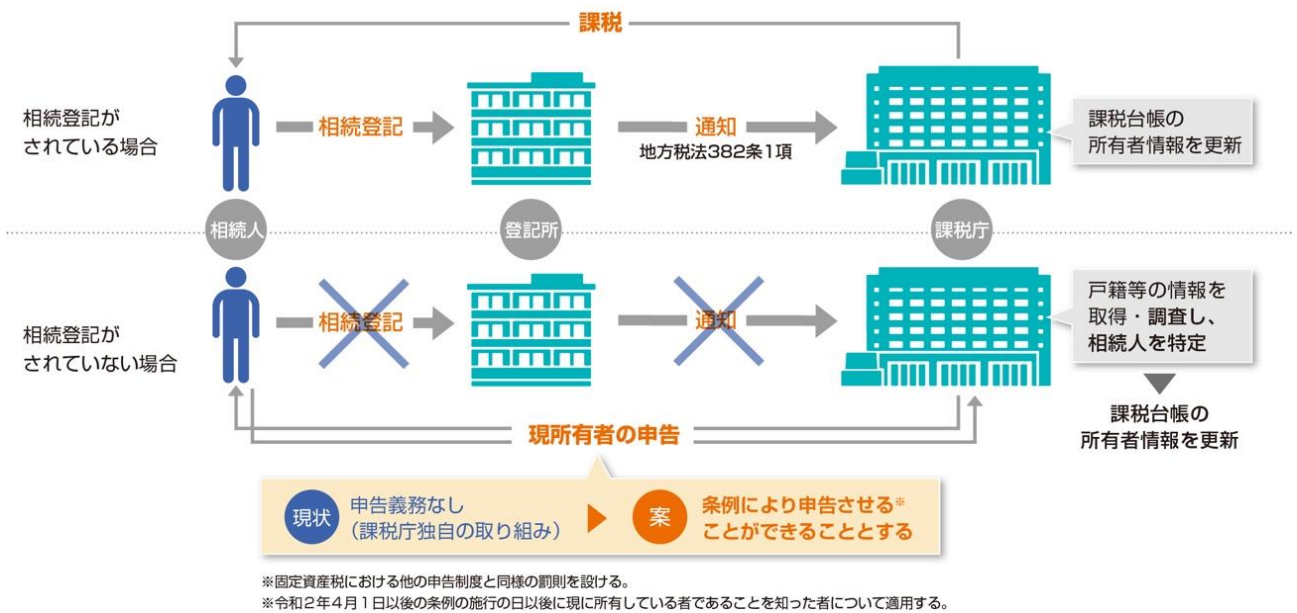 課税
相続登記が
されている場合
相続登記
通知
地方税法382条1項
課税台帳の
所有者情報を更新
相続人
登記所
課税庁
相続登記が
されていない場合
相続登記
通知
戸籍等の情報を
取得・調査し、
相続人を特定
課税台帳の
所有者情報を更新
現所有者の申告
現状
申告義務なし
（課税庁独自の取り組み）
案
条例により申告させる※
ことができることとする
※固定資産税における他の申告制度と同様の罰則を設ける。
※令和2年4月1日以後の条例の施行の日以後に現に所有している者であることを知った者について適用する。